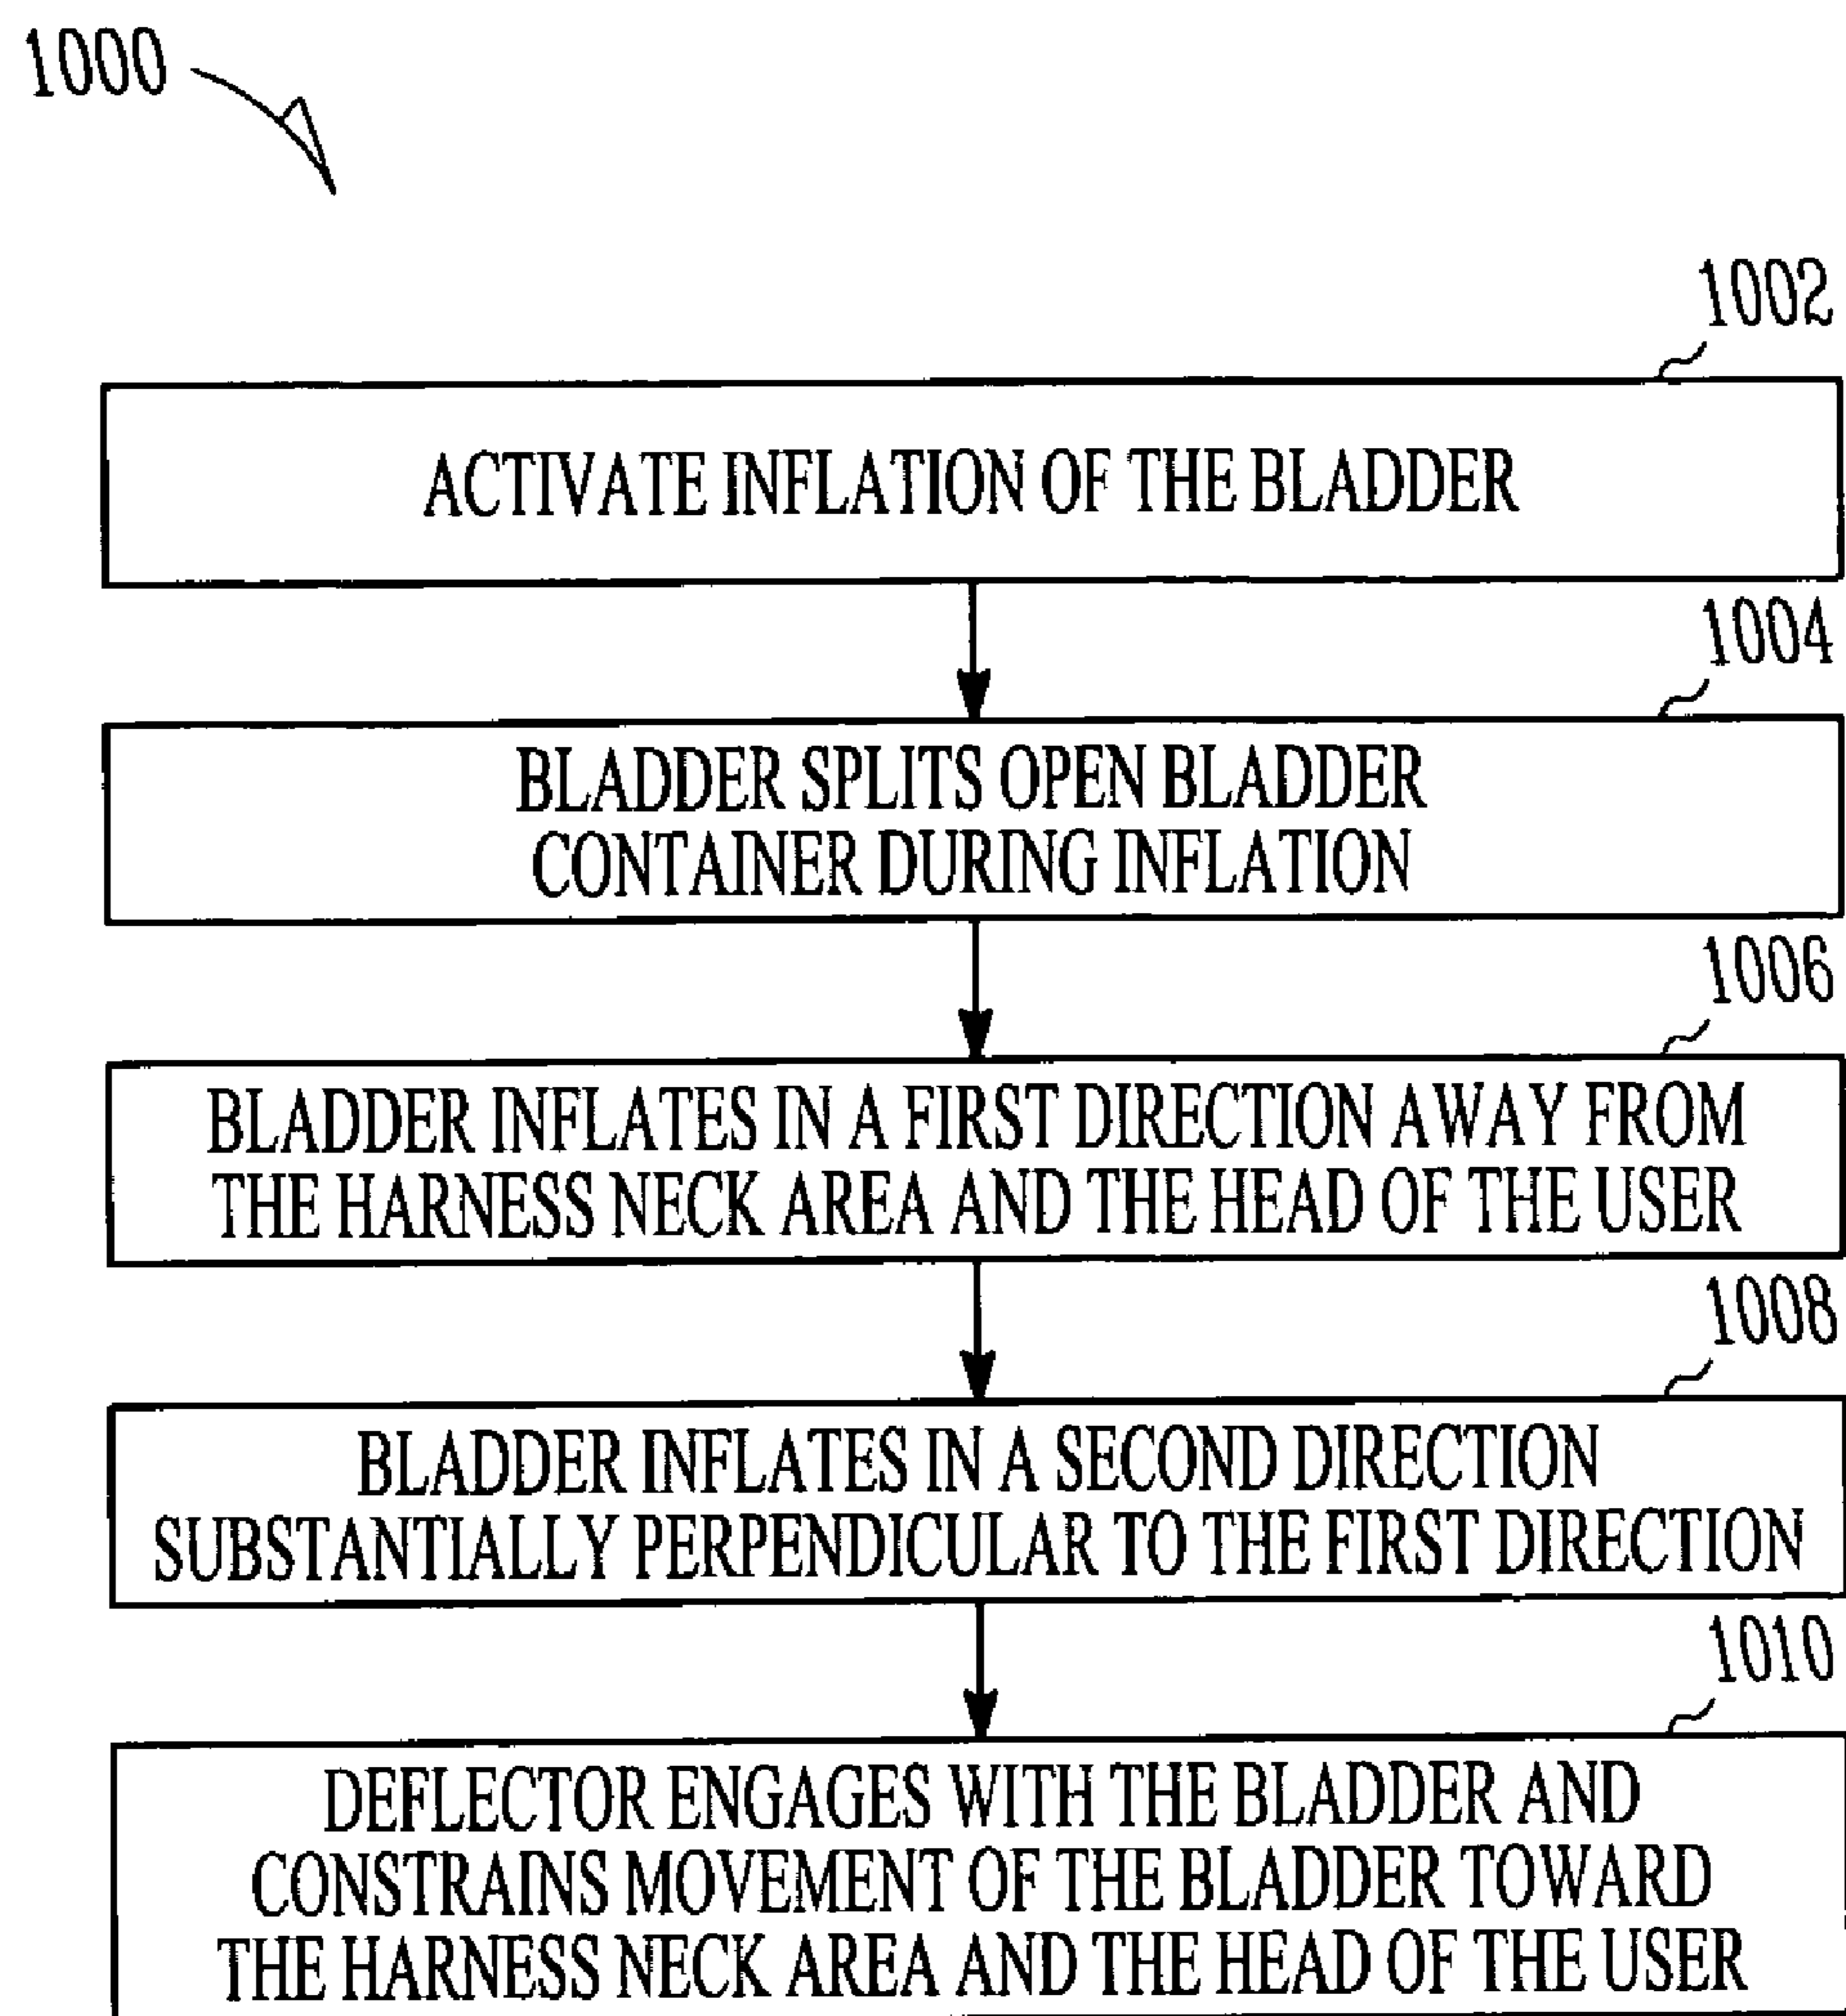 1000
1002
ACTIVATE INFLATION OF THE BLADDER
1004
BLADDER SPLITS OPEN BLADDER
CONTAINER DURING INFLATION
1006
BLADDER INFLATES IN A FIRST DIRECTION AWAY FROM
THE HARNESS NECK AREA AND THE HEAD OF THE USER
1008
BLADDER INFLATES IN A SECOND DIRECTION
SUBSTANTIALLY PERPENDICULAR TO THE FIRST DIRECTION
1010
DEFLECTOR ENGAGES WITH THE BLADDER AND
CONSTRAINS MOVEMENT OF THE BLADDER TOWARD
THE HARNESS NECK AREA AND THE HEAD OF THE USER